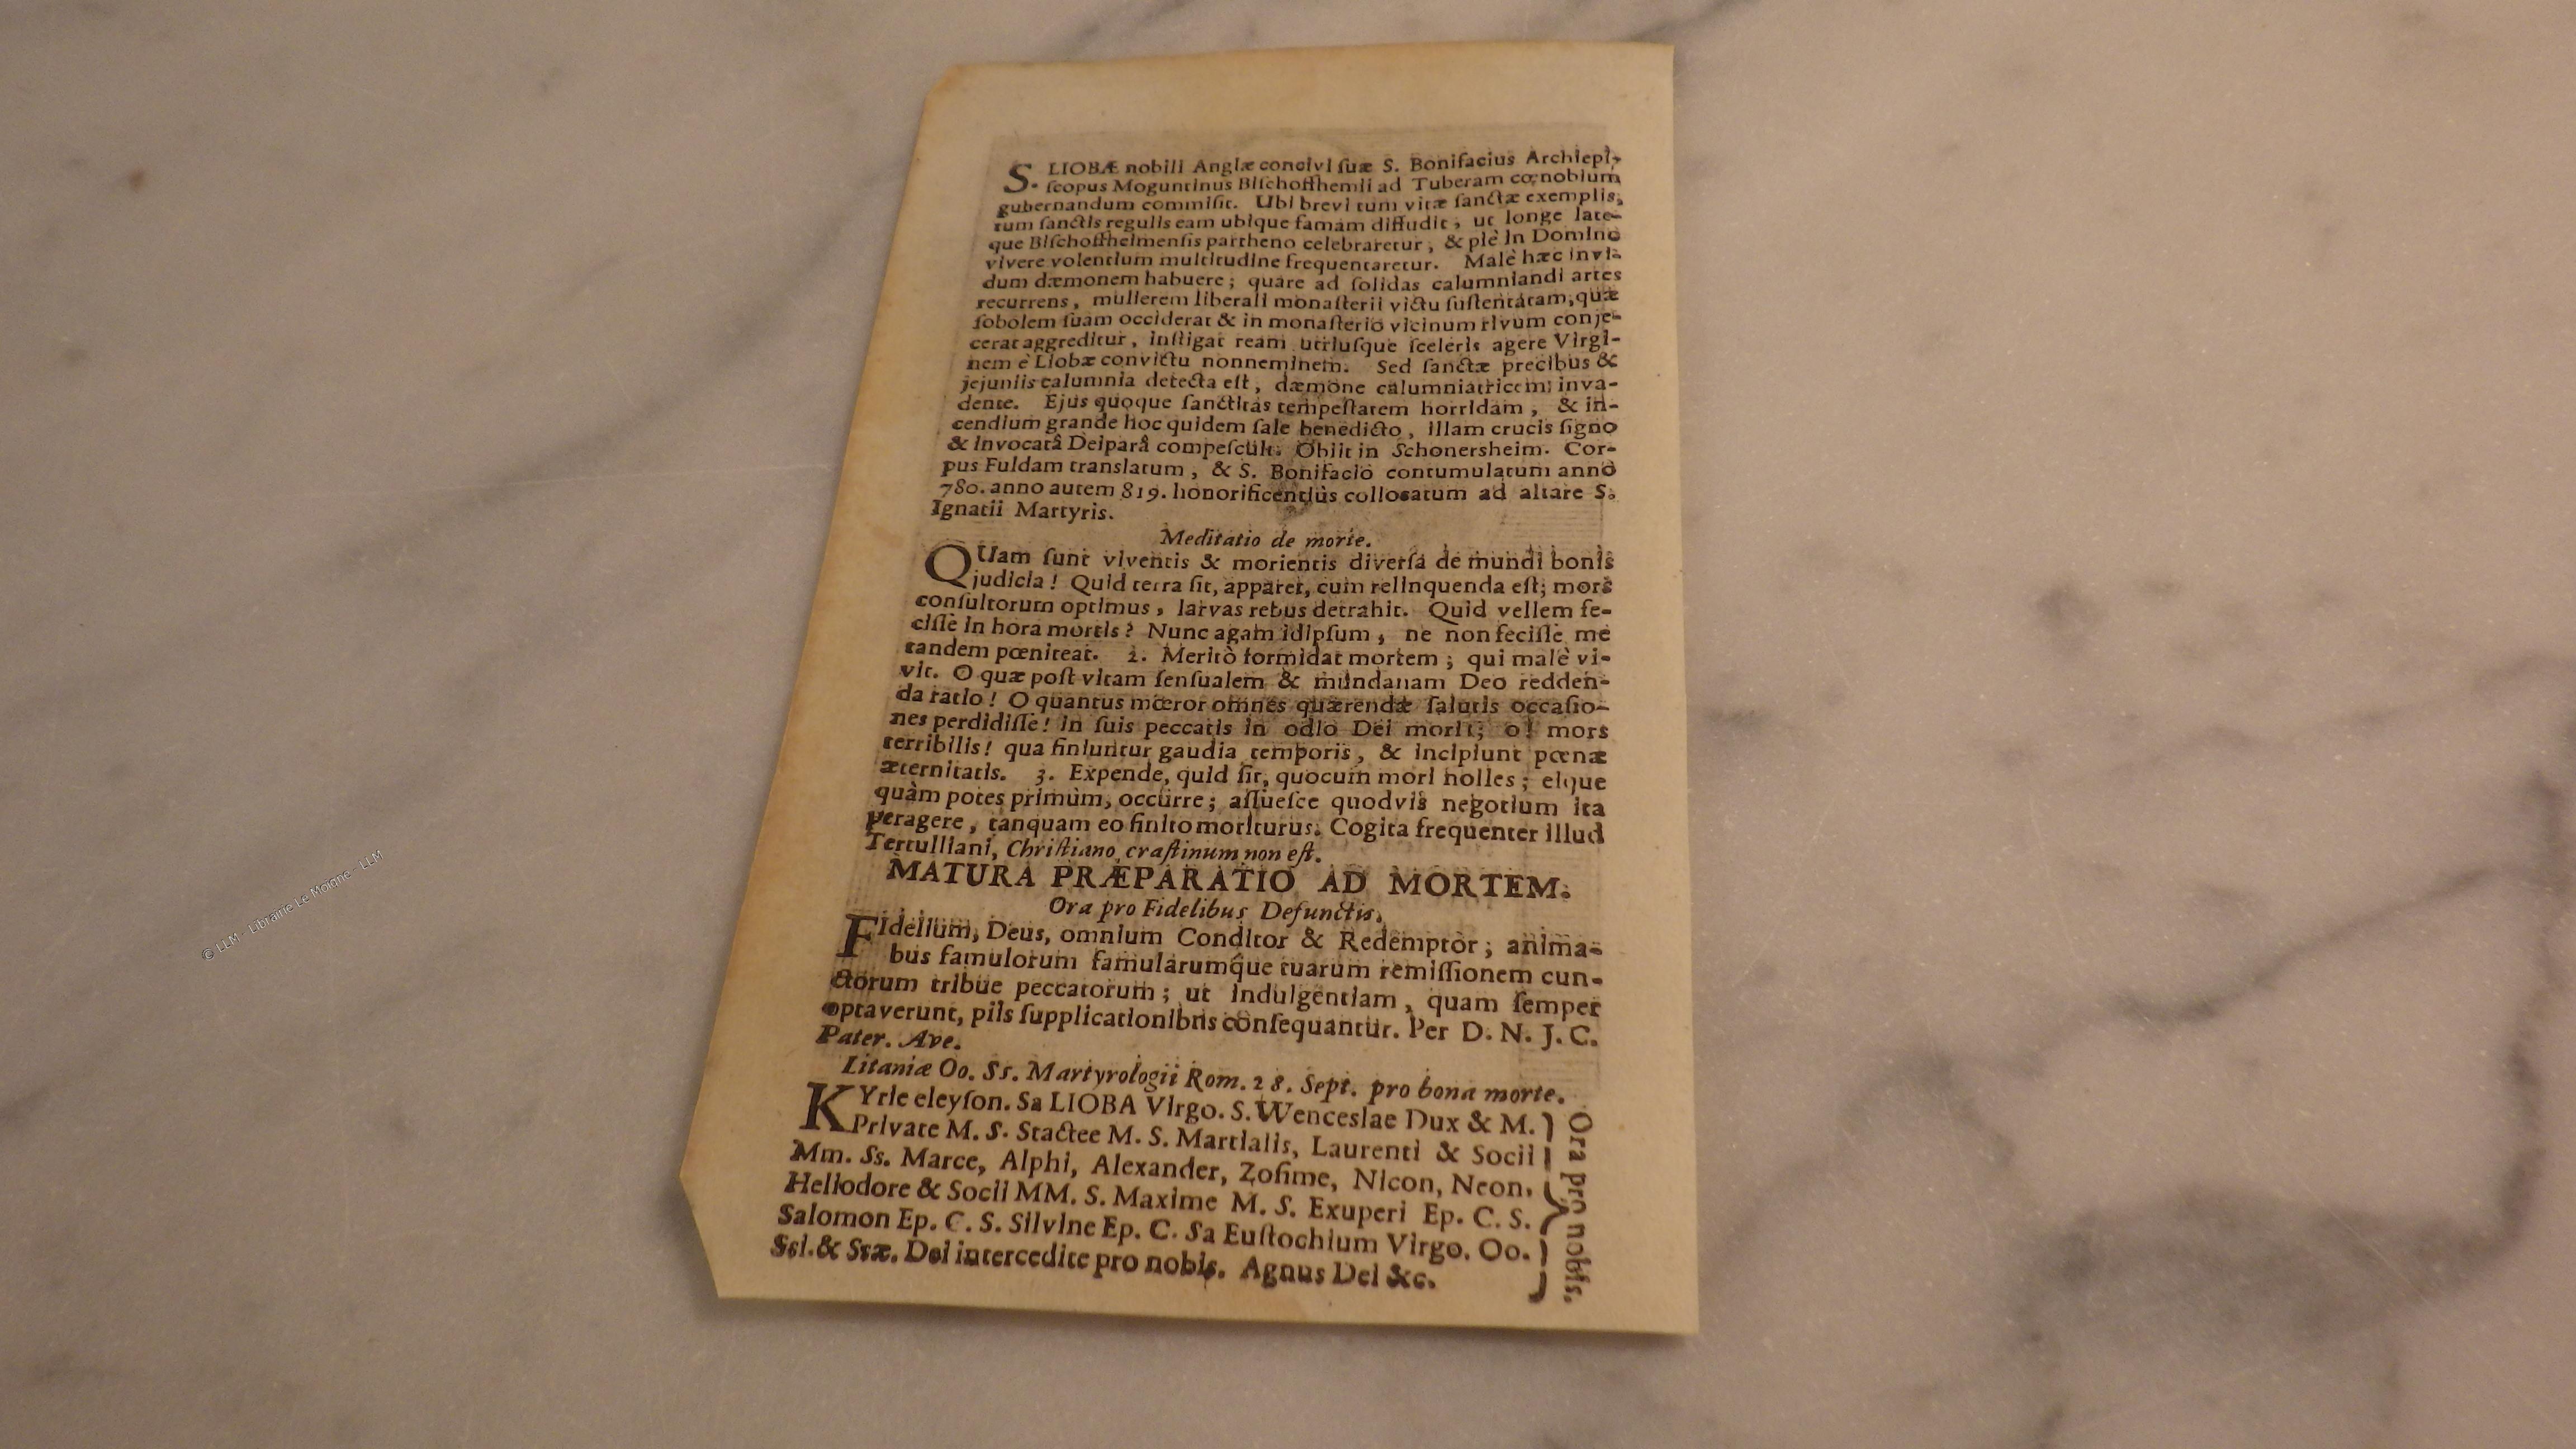 S. LIOBÆ nobili Anglæ concivi ſuæ S. Bonifacius Archiepi-
ſcopus Moguntinus Biſchoffhemii ad Tuberam cœnobium
gubernandum commiſit. Ubi brevi tum vitæ ſanctæ exemplis,
tum ſanctis regulis eam ubique famam diffudit, ut longe late-
que Biſchoffheimenſis partheno celebraretur, & piè in Domino
vivere volentium multitudine frequentaretur. Malè hæc invi-
dum dæmonem habuere; quare ad ſolidas calumniandi artes
recurrens, mulierem liberali monaſterii victu ſuſtentatam, quæ
ſobolem ſuam occiderat & in monaſterio vicinum rivum conje-
cerat aggreditur, inſtigat ream utriuſque ſceleris agere Virgi-
nem è Liobæ convictu nonneminem. Sed ſanctæ precibus &
jejuniis calumnia detecta eſt, dæmone calumniatricem inva-
dente. Ejus quoque ſanctitas tempeſtatem horridam, & in-
cendium grande hoc quidem ſale benedicto, illam crucis ſigno
& invocatâ Deiparâ compeſcuit. Obiit in Schonersheim. Cor-
pus Fuldam translatum, & S. Bonifacio contumulatum anno
780. anno autem 819. honorificentiùs collocatum ad altare S.
Ignatii Martyris.
Meditatio de morte.
QUam ſunt viventis & morientis diverſa de mundi bonis
judicia! Quid terra ſit, apparet, cum relinquenda eſt; mors
conſultorum optimus, larvas rebus detrahit. Quid vellem fe-
ciſſe in hora mortis? Nunc agam idipſum, ne non feciſſe me
tandem pœniteat. 2. Meritò formidat mortem; qui malè vi-
vit. O quæ poſt vitam ſenſualem & mundanam Deo redden-
da ratio! O quantus mœror omnes quærendæ ſalutis occaſio-
nes perdidiſſe! in ſuis peccatis in odio Dei mori; o! mors
terribilis! qua finiuntur gaudia temporis, & incipiunt pœnæ
æternitatis. 3. Expende, quid ſit, quocum mori nolles; eique
quàm potes primùm, occurre; aſſueſce quodvis negotium ita
peragere, tanquam eo finito moriturus. Cogita frequenter illud
Tertulliani, Chriſtiano craſtinum non eſt.
MATURA PRÆPARATIO AD MORTEM.
Ora pro Fidelibus Defunctis.
FIdelium, Deus, omnium Conditor & Redemptor; anima-
bus famulorum famularumq́ue tuarum remiſſionem cun-
ctorum tribue peccatorum; ut indulgentiam, quam ſemper
optaverunt, piis ſupplicationibus conſequantur. Per D. N. J. C.
Pater. Ave.
Litaniæ Oo. Ss. Martyrologii Rom. 28. Sept. pro bona morte.
KYrie eleyſon. Sa LIOBA Virgo. S. Wenceslae Dux & M.
Private M. S. Stactee M. S. Martialis, Laurenti & Socii
Mm. Ss. Marce, Alphi, Alexander, Zoſime, Nicon, Neon,
Heliodore & Socii MM. S. Maxime M. S. Exuperi Ep. C. S.
Salomon Ep. C. S. Silvine Ep. C. Sa Euſtochium Virgo. Oo.
Ssi. & Ssæ. Dei intercedite pro nobis. Agnus Dei &c.
Ora pro nobis.
© LLM - Librairie Le Moïane - LLM